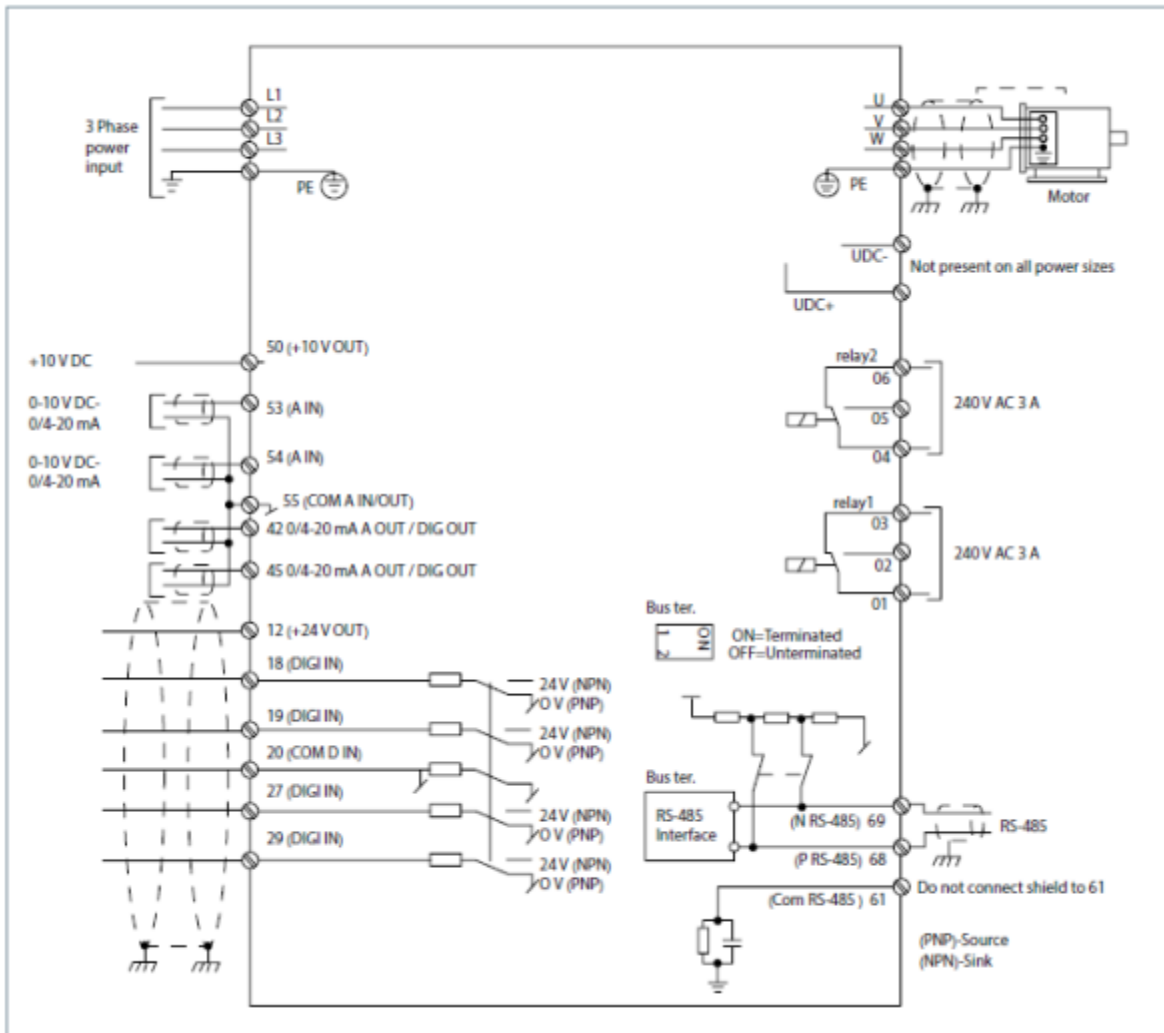 3 Phase
power
input
L1
L2
L3
PE
U
V
W
PE
Motor
UDC-
Not present on all power sizes
UDC+
+10 V DC
50 (+10 V OUT)
0-10 V DC-
0/4-20 mA
53 (A IN)
0-10 V DC-
0/4-20 mA
54 (A IN)
55 (COM A IN/OUT)
42 0/4-20 mA A OUT / DIG OUT
45 0/4-20 mA A OUT / DIG OUT
12 (+24 V OUT)
18 (DIGI IN)
24 V (NPN)
O V (PNP)
19 (DIGI IN)
24 V (NPN)
O V (PNP)
20 (COM D IN)
27 (DIGI IN)
24 V (NPN)
O V (PNP)
29 (DIGI IN)
24 V (NPN)
O V (PNP)
relay2
06
05
04
240 V AC 3 A
relay1
03
02
01
240 V AC 3 A
Bus ter.
1 2
ON
ON=Terminated
OFF=Unterminated
Bus ter.
RS-485
Interface
(N RS-485) 69
RS-485
(P RS-485) 68
(Com RS-485 ) 61
Do not connect shield to 61
(PNP)-Source
(NPN)-Sink